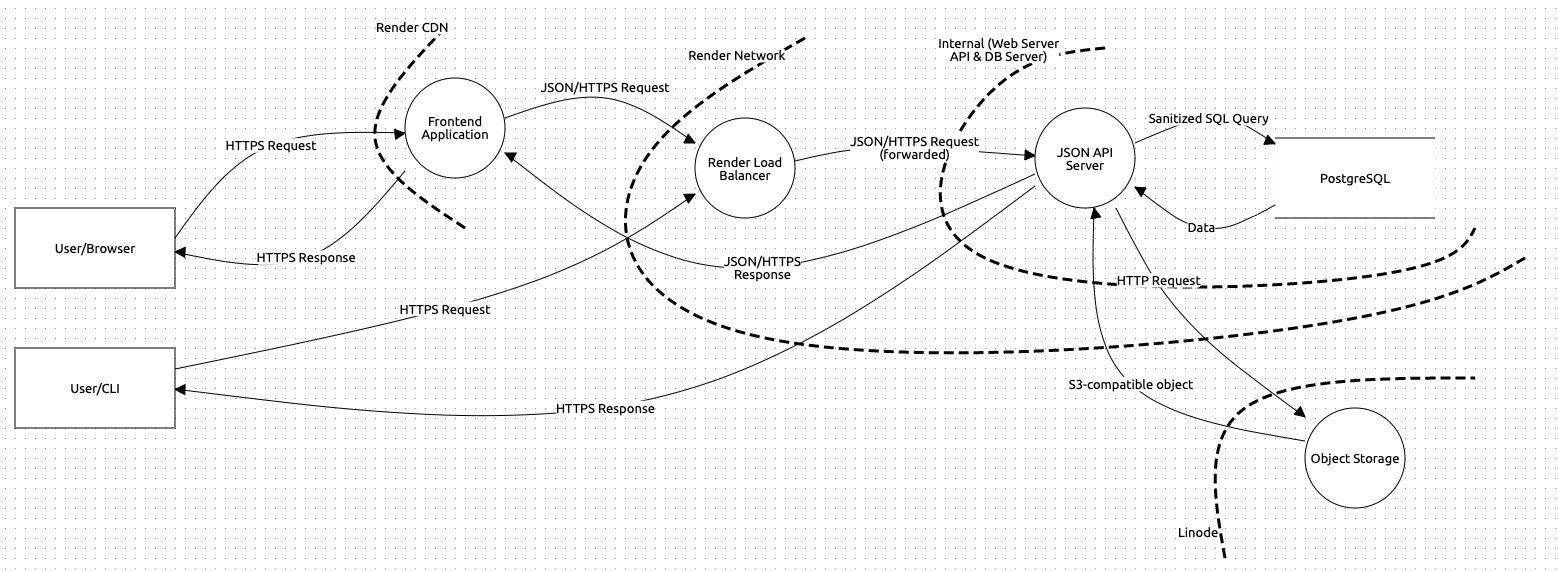 Render CDN
Render Network
Internal (Web Server
API & DB Server)
JSON/HTTPS Request
Frontend
Application
HTTPS Request
Render Load
Balancer
JSON/HTTPS Request
(forwarded)
JSON API
Server
Sanitized SQL Query
PostgreSQL
Data
User/Browser
HTTPS Response
JSON/HTTPS
Response
HTTP Request
HTTPS Request
User/CLI
HTTPS Response
S3-compatible object
Object Storage
Linode